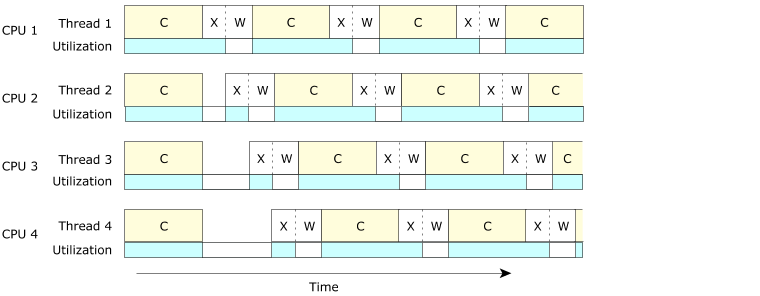 Thread 1 C X W C X W C X W C
CPU 1
Utilization
Thread 2 C X W C X W C X W C
CPU 2
Utilization
Thread 3 C X W C X W C X W C
CPU 3
Utilization
Thread 4 C X W C X W C X W
CPU 4
Utilization
Time